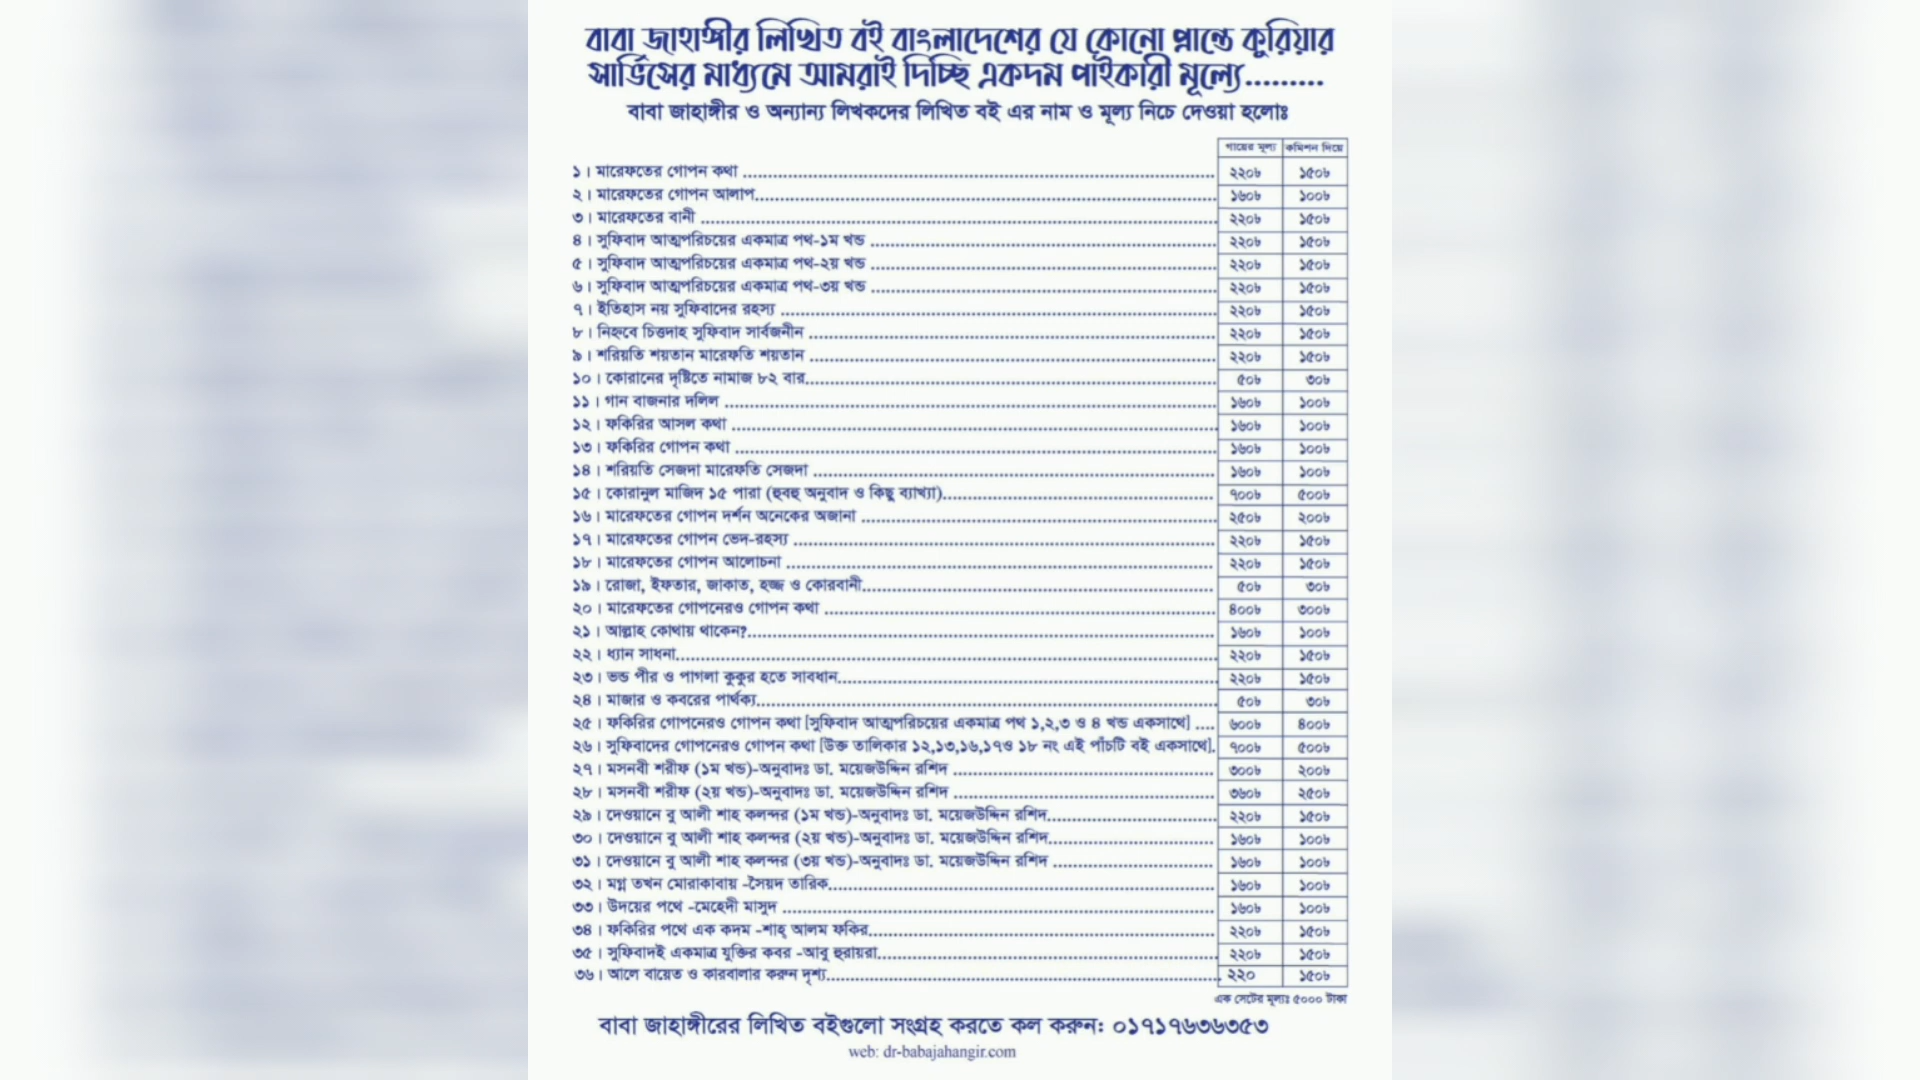 বাবা জাহাঙ্গীর লিখিত বই বাংলাদেশের যে কোনো প্রান্তে কুরিয়ার
সার্ভিসের মাধ্যমে আমরাই দিচ্ছি একদম পাইকারী মূল্যে.........
বাবা জাহাঙ্গীর ও অন্যান্য লিখকদের লিখিত বই এর নাম ও মূল্য নিচে দেওয়া হলোঃ
গায়ের মূল্য কমিশন দিয়ে
১। মারেফতের গোপন কথা ২২০৳ ১৫০৳
২। মারেফতের গোপন আলাপ ১৬০৳ ১০০৳
৩। মারেফতের বানী ২২০৳ ১৫০৳
৪। সুফিবাদ আত্মপরিচয়ের একমাত্র পথ-১ম খন্ড ২২০৳ ১৫০৳
৫। সুফিবাদ আত্মপরিচয়ের একমাত্র পথ-২য় খন্ড ২২০৳ ১৫০৳
৬। সুফিবাদ আত্মপরিচয়ের একমাত্র পথ-৩য় খন্ড ২২০৳ ১৫০৳
৭। ইতিহাস নয় সুফিবাদের রহস্য ২২০৳ ১৫০৳
৮। নিহ্নবে চিত্তদাহ সুফিবাদ সার্বজনীন ২২০৳ ১৫০৳
৯। শরিয়তি শয়তান মারেফতি শয়তান ২২০৳ ১৫০৳
১০। কোরানের দৃষ্টিতে নামাজ ৮২ বার ৫০৳ ৩০৳
১১। গান বাজনার দলিল ১৬০৳ ১০০৳
১২। ফকিরির আসল কথা ১৬০৳ ১০০৳
১৩। ফকিরির গোপন কথা ১৬০৳ ১০০৳
১৪। শরিয়তি সেজদা মারেফতি সেজদা ১৬০৳ ১০০৳
১৫। কোরানুল মাজিদ ১৫ পারা (হুবহু অনুবাদ ও কিছু ব্যাখ্যা) ৭০০৳ ৫০০৳
১৬। মারেফতের গোপন দর্শন অনেকের অজানা ২৫০৳ ২০০৳
১৭। মারেফতের গোপন ভেদ-রহস্য ২২০৳ ১৫০৳
১৮। মারেফতের গোপন আলোচনা ২২০৳ ১৫০৳
১৯। রোজা, ইফতার, জাকাত, হজ্জ ও কোরবানী ৫০৳ ৩০৳
২০। মারেফতের গোপনেরও গোপন কথা ৪০০৳ ৩০০৳
২১। আল্লাহ কোথায় থাকেন? ১৬০৳ ১০০৳
২২। ধ্যান সাধনা ২২০৳ ১৫০৳
২৩। ভন্ড পীর ও পাগলা কুকুর হতে সাবধান ২২০৳ ১৫০৳
২৪। মাজার ও কবরের পার্থক্য ৫০৳ ৩০৳
২৫। ফকিরির গোপনেরও গোপন কথা [সুফিবাদ আত্মপরিচয়ের একমাত্র পথ ১,২,৩ ও ৪ খন্ড একসাথে] ৬০০৳ ৪০০৳
২৬। সুফিবাদের গোপনেরও গোপন কথা [উক্ত তালিকার ১২,১৩,১৬,১৭ও ১৮ নং এই পাঁচটি বই একসাথে] ৭০০৳ ৫০০৳
২৭। মসনবী শরীফ (১ম খন্ড)-অনুবাদঃ ডা. ময়েজউদ্দিন রশিদ ৩০০৳ ২০০৳
২৮। মসনবী শরীফ (২য় খন্ড)-অনুবাদঃ ডা. ময়েজউদ্দিন রশিদ ৩৬০৳ ২৫০৳
২৯। দেওয়ানে বু আলী শাহ কলন্দর (১ম খন্ড)-অনুবাদঃ ডা. ময়েজউদ্দিন রশিদ ২২০৳ ১৫০৳
৩০। দেওয়ানে বু আলী শাহ কলন্দর (২য় খন্ড)-অনুবাদঃ ডা. ময়েজউদ্দিন রশিদ ১৬০৳ ১০০৳
৩১। দেওয়ানে বু আলী শাহ কলন্দর (৩য় খন্ড)-অনুবাদঃ ডা. ময়েজউদ্দিন রশিদ ১৬০৳ ১০০৳
৩২। মগ্ন তখন মোরাকাবায় -সৈয়দ তারিক ১৬০৳ ১০০৳
৩৩। উদয়ের পথে -মেহেদী মাসুদ ১৬০৳ ১০০৳
৩৪। ফকিরির পথে এক কদম -শাহ্ আলম ফকির ২২০৳ ১৫০৳
৩৫। সুফিবাদই একমাত্র যুক্তির কবর -আবু হুরায়রা ২২০৳ ১৫০৳
৩৬। আলে বায়েত ও কারবালার করুন দৃশ্য ২২০ ১৫০৳
এক সেটের মূল্যঃ ৫০০০ টাকা
বাবা জাহাঙ্গীরের লিখিত বইগুলো সংগ্রহ করতে কল করুন: ০১৭১৭৬৩৬৩৫৩
web: dr-babajahangir.com